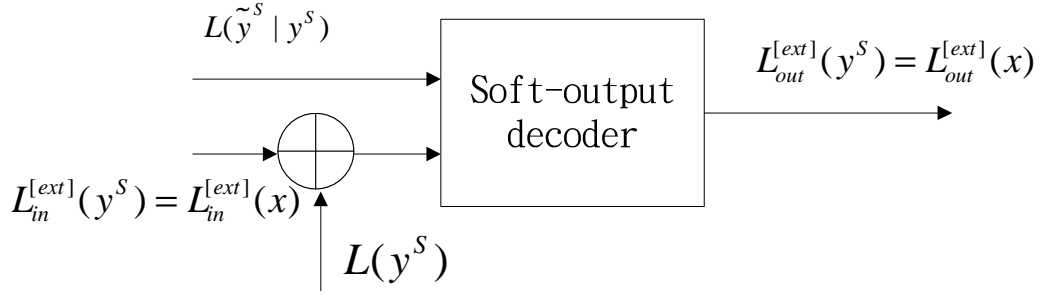 L(ỹ^S | y^S)
L_out^[ext](y^S) = L_out^[ext](x)
Soft-output
decoder
L_in^[ext](y^S) = L_in^[ext](x)
L(y^S)